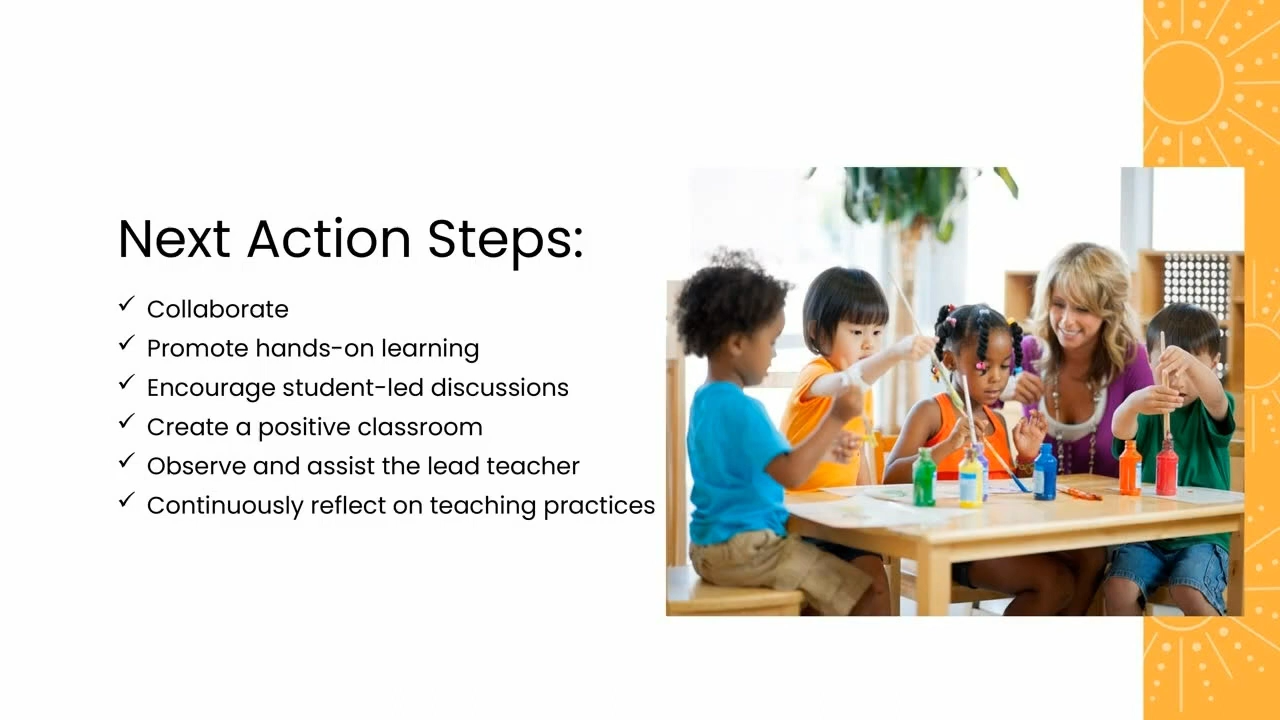 Next Action Steps:
✓ Collaborate
✓ Promote hands-on learning
✓ Encourage student-led discussions
✓ Create a positive classroom
✓ Observe and assist the lead teacher
✓ Continuously reflect on teaching practices